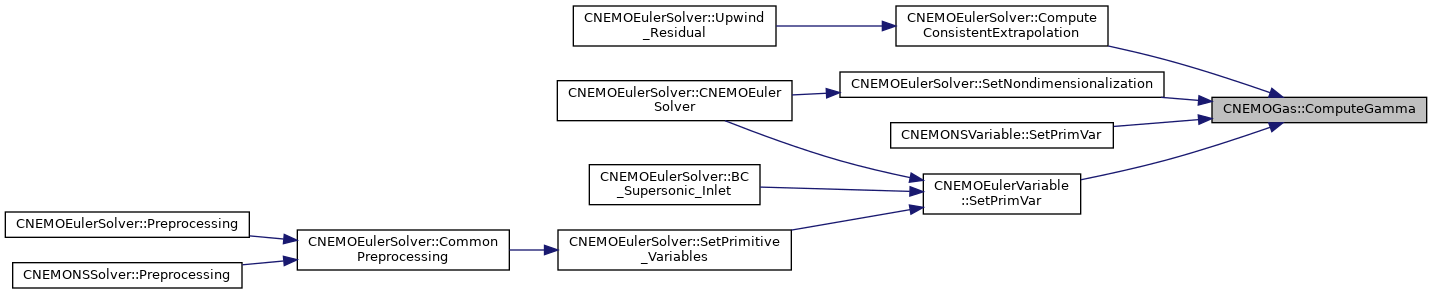 CNEMOEulerSolver::Upwind
_Residual
CNEMOEulerSolver::Compute
ConsistentExtrapolation
CNEMOEulerSolver::CNEMOEuler
Solver
CNEMOEulerSolver::SetNondimensionalization
CNEMOGas::ComputeGamma
CNEMONSVariable::SetPrimVar
CNEMOEulerSolver::BC
_Supersonic_Inlet
CNEMOEulerVariable
::SetPrimVar
CNEMOEulerSolver::Preprocessing
CNEMONSSolver::Preprocessing
CNEMOEulerSolver::Common
Preprocessing
CNEMOEulerSolver::SetPrimitive
_Variables